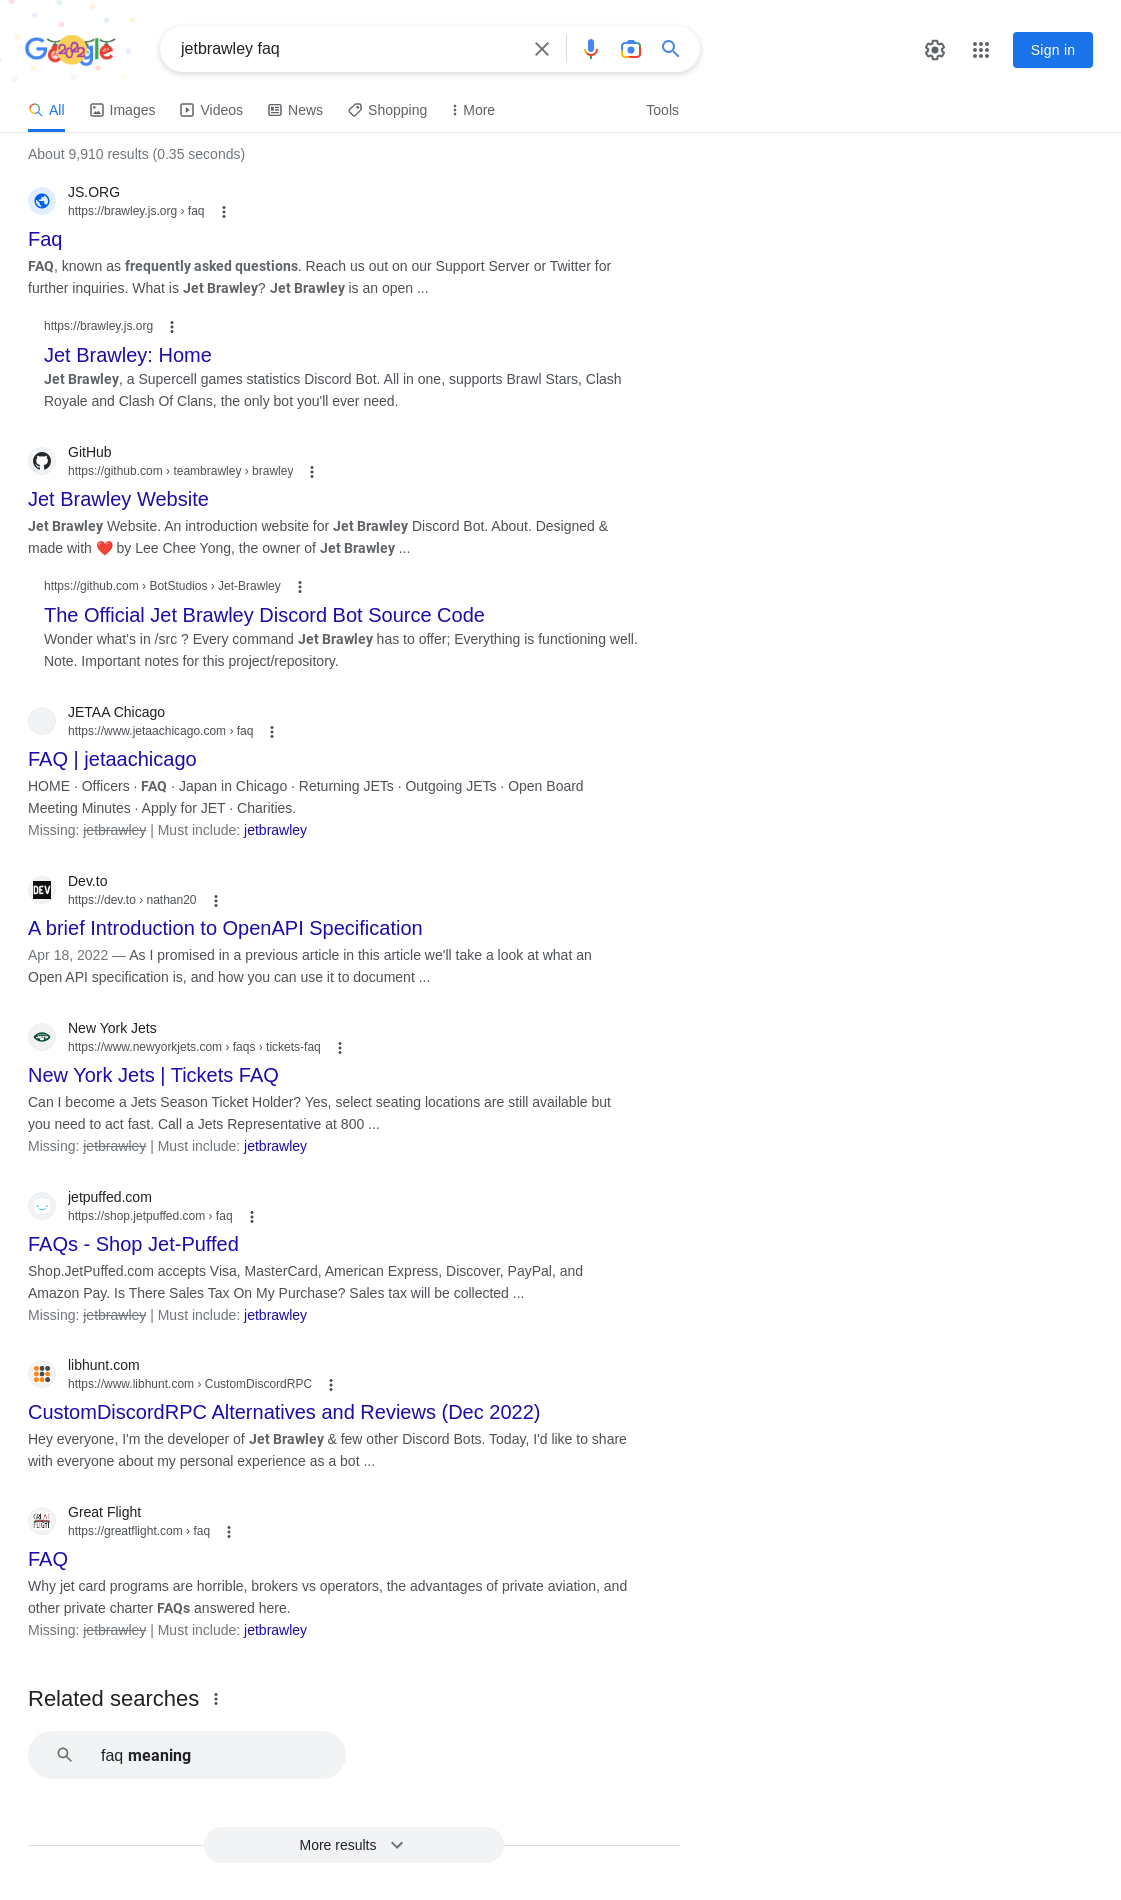 Google
jetbrawley faq
Sign in
All
Images
Videos
News
Shopping
More
Tools
About 9,910 results (0.35 seconds)
JS.ORG
https://brawley.js.org › faq
Faq
FAQ, known as frequently asked questions. Reach us out on our Support Server or Twitter for
further inquiries. What is Jet Brawley? Jet Brawley is an open ...
https://brawley.js.org
Jet Brawley: Home
Jet Brawley, a Supercell games statistics Discord Bot. All in one, supports Brawl Stars, Clash
Royale and Clash Of Clans, the only bot you'll ever need.
GitHub
https://github.com › teambrawley › brawley
Jet Brawley Website
Jet Brawley Website. An introduction website for Jet Brawley Discord Bot. About. Designed &
made with ❤️ by Lee Chee Yong, the owner of Jet Brawley ...
https://github.com › BotStudios › Jet-Brawley
The Official Jet Brawley Discord Bot Source Code
Wonder what's in /src ? Every command Jet Brawley has to offer; Everything is functioning well.
Note. Important notes for this project/repository.
JETAA Chicago
https://www.jetaachicago.com › faq
FAQ | jetaachicago
HOME · Officers · FAQ · Japan in Chicago · Returning JETs · Outgoing JETs · Open Board
Meeting Minutes · Apply for JET · Charities.
Missing: jetbrawley | Must include: jetbrawley
DEV
Dev.to
https://dev.to › nathan20
A brief Introduction to OpenAPI Specification
Apr 18, 2022 — As I promised in a previous article in this article we'll take a look at what an
Open API specification is, and how you can use it to document ...
New York Jets
https://www.newyorkjets.com › faqs › tickets-faq
New York Jets | Tickets FAQ
Can I become a Jets Season Ticket Holder? Yes, select seating locations are still available but
you need to act fast. Call a Jets Representative at 800 ...
Missing: jetbrawley | Must include: jetbrawley
jetpuffed.com
https://shop.jetpuffed.com › faq
FAQs - Shop Jet-Puffed
Shop.JetPuffed.com accepts Visa, MasterCard, American Express, Discover, PayPal, and
Amazon Pay. Is There Sales Tax On My Purchase? Sales tax will be collected ...
Missing: jetbrawley | Must include: jetbrawley
libhunt.com
https://www.libhunt.com › CustomDiscordRPC
CustomDiscordRPC Alternatives and Reviews (Dec 2022)
Hey everyone, I'm the developer of Jet Brawley & few other Discord Bots. Today, I'd like to share
with everyone about my personal experience as a bot ...
GREAT FLIGHT
Great Flight
https://greatflight.com › faq
FAQ
Why jet card programs are horrible, brokers vs operators, the advantages of private aviation, and
other private charter FAQs answered here.
Missing: jetbrawley | Must include: jetbrawley
Related searches
faq meaning
More results